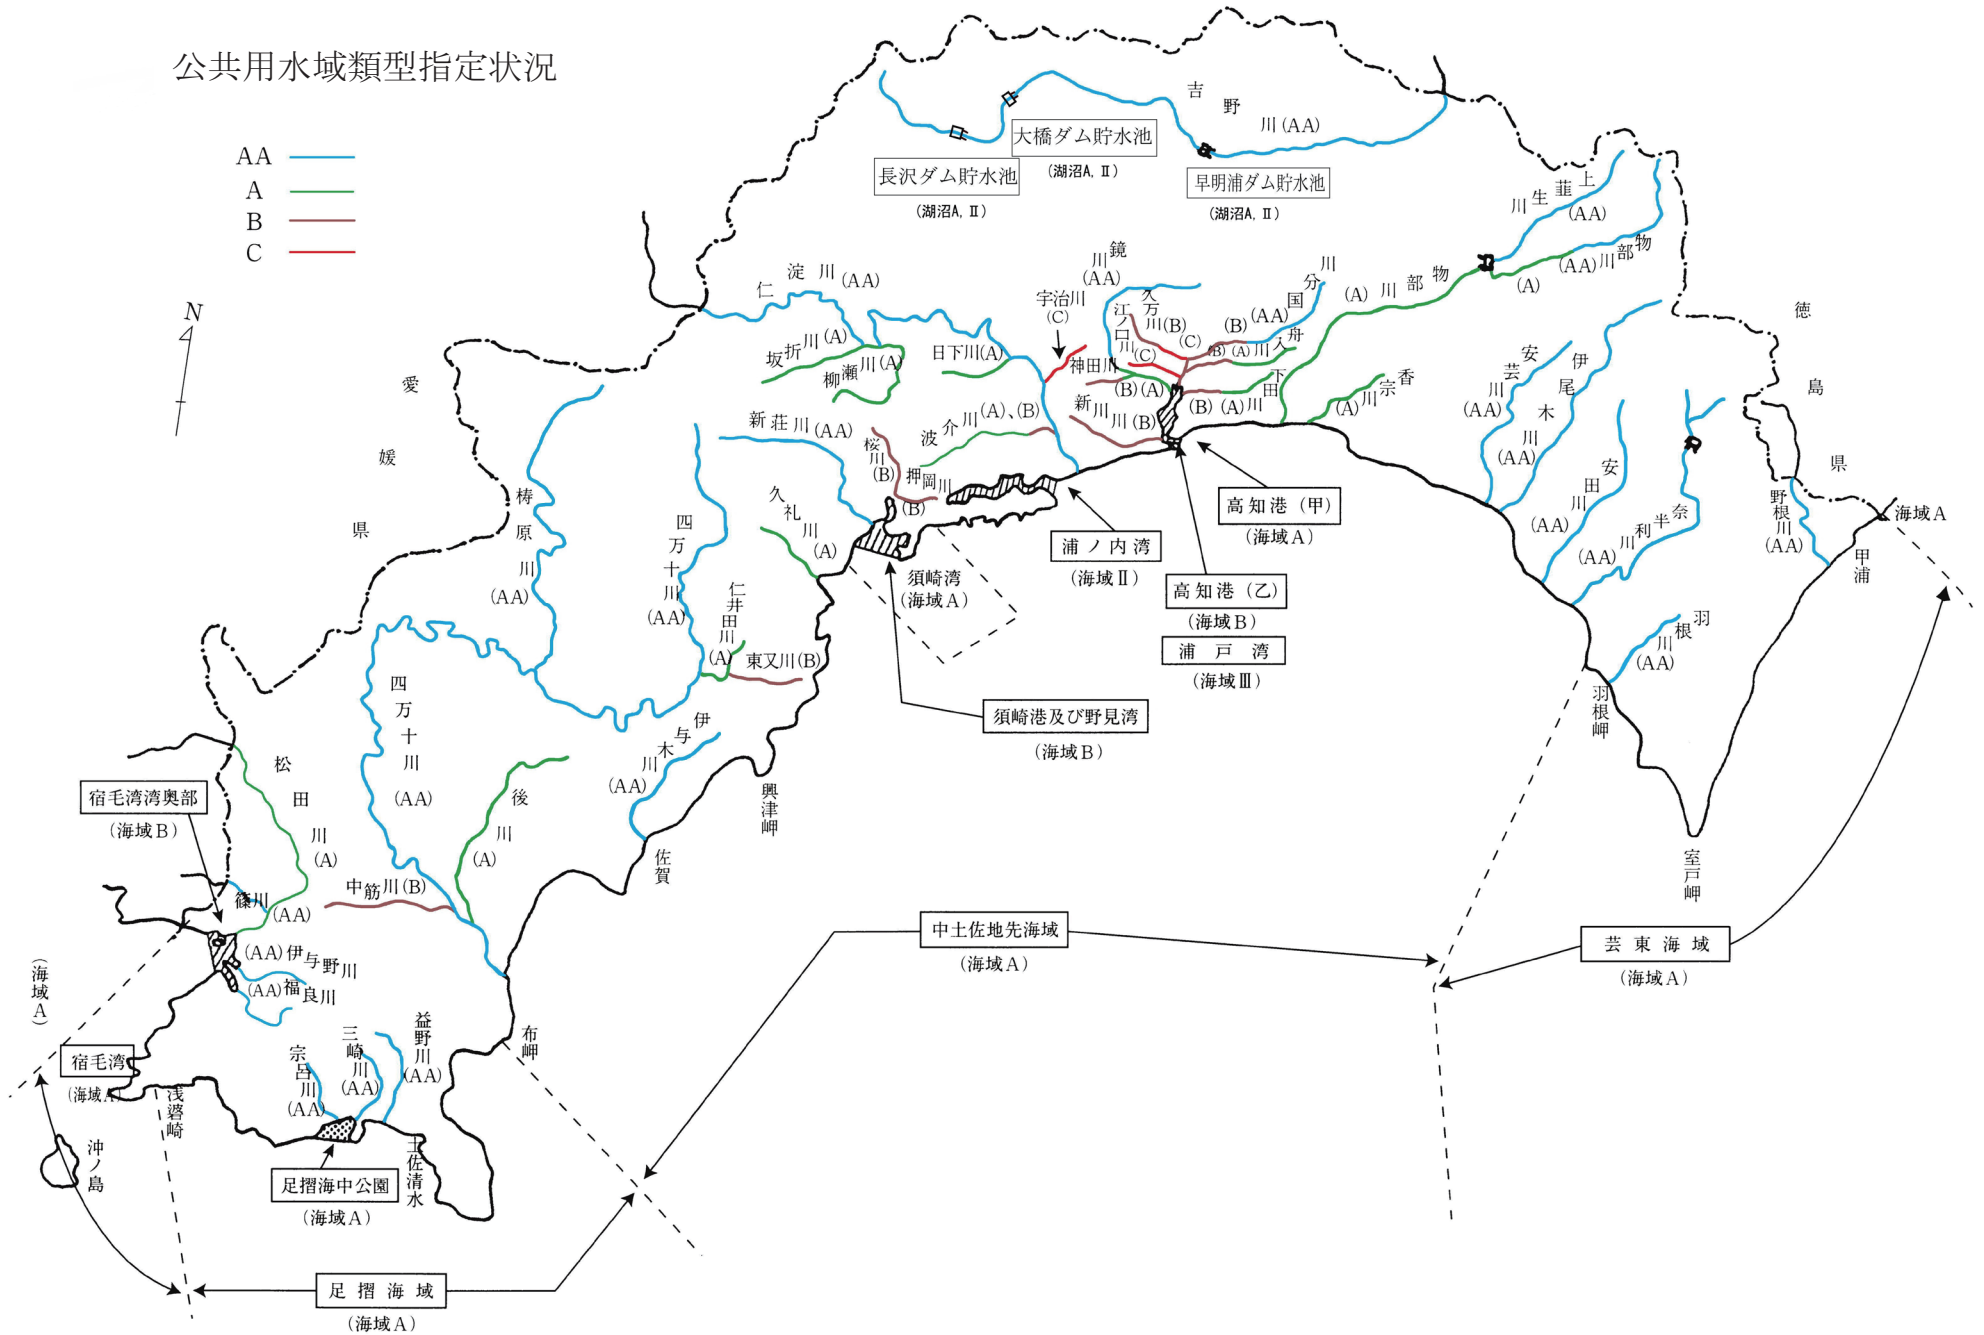 公共用水域類型指定状況
AA
A
B
C
N
吉野川(AA)
大橋ダム貯水池
(湖沼A, Ⅱ)
長沢ダム貯水池
(湖沼A, Ⅱ)
早明浦ダム貯水池
(湖沼A, Ⅱ)
上韮生川
(AA)
物部川(AA)
(A)
物部川(A)
徳島県
愛媛県
仁淀川(AA)
坂折川(A)
柳瀬川(A)
日下川(A)
宇治川
(C)
鏡川
(AA)
久万川(B)
(C)
江ノ口川
(C)
神田川
(B)
(A)
国分川
(AA)
(B)
舟入川(A)
(B)
下田川(A)
(B)
香宗川(A)
新川川(B)
波介川(A)、(B)
新荘川(AA)
桜川
(B)
押岡川
(B)
久礼川
(A)
安芸川
(AA)
伊尾木川
(AA)
安田川
(AA)
奈半利川
(AA)
野根川
(AA)
海域A
甲浦
羽根川
(AA)
羽根岬
室戸岬
高知港(甲)
(海域A)
浦ノ内湾
(海域Ⅱ)
高知港(乙)
(海域B)
浦戸湾
(海域Ⅲ)
須崎湾
(海域A)
須崎港及び野見湾
(海域B)
梼原川
(AA)
四万十川
(AA)
仁井田川
(A)
東又川(B)
四万十川
(AA)
伊与木川
(AA)
後川
(A)
中筋川(B)
興津岬
佐賀
松田川
(A)
宿毛湾湾奥部
(海域B)
篠川
(AA)
(AA)伊与野川
(AA)福良川
(海域A)
宿毛湾
(海域A)
宗呂川
(AA)
三崎川
(AA)
益野川
(AA)
布岬
沖ノ島
土佐清水
足摺海中公園
(海域A)
足摺海域
(海域A)
中土佐地先海域
(海域A)
芸東海域
(海域A)